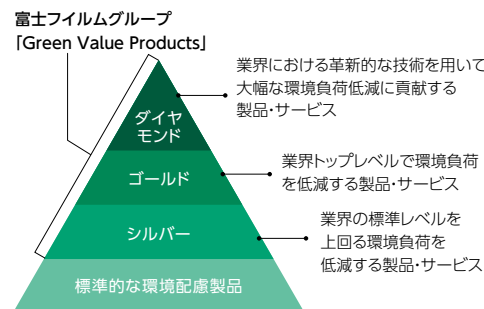 富士フイルムグループ
「Green Value Products」
業界における革新的な技術を用いて
大幅な環境負荷低減に貢献する
製品・サービス
ダイヤ
モンド
業界トップレベルで環境負荷
を低減する製品・サービス
ゴールド
業界の標準レベルを
上回る環境負荷を
低減する製品・サービス
シルバー
標準的な環境配慮製品